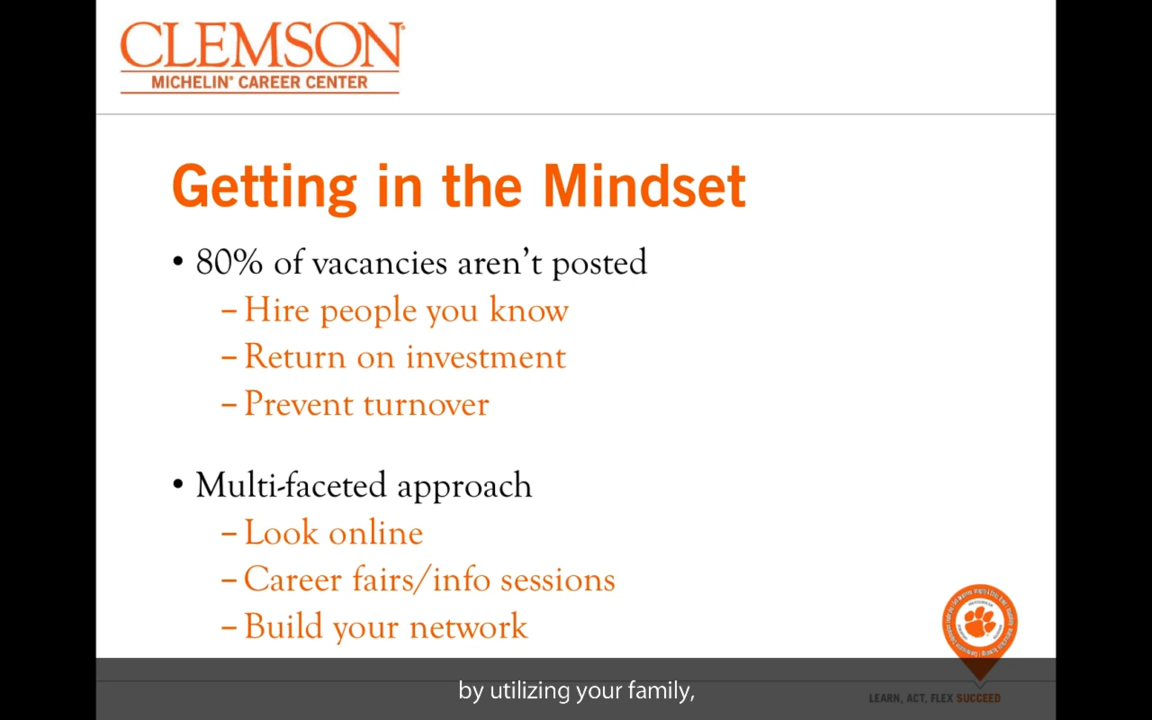 CLEMSON®
MICHELIN® CAREER CENTER
Getting in the Mindset
• 80% of vacancies aren't posted
– Hire people you know
– Return on investment
– Prevent turnover
• Multi-faceted approach
– Look online
– Career fairs/info sessions
– Build your network
by utilizing your family,
LEARN, ACT, FLEX SUCCEED